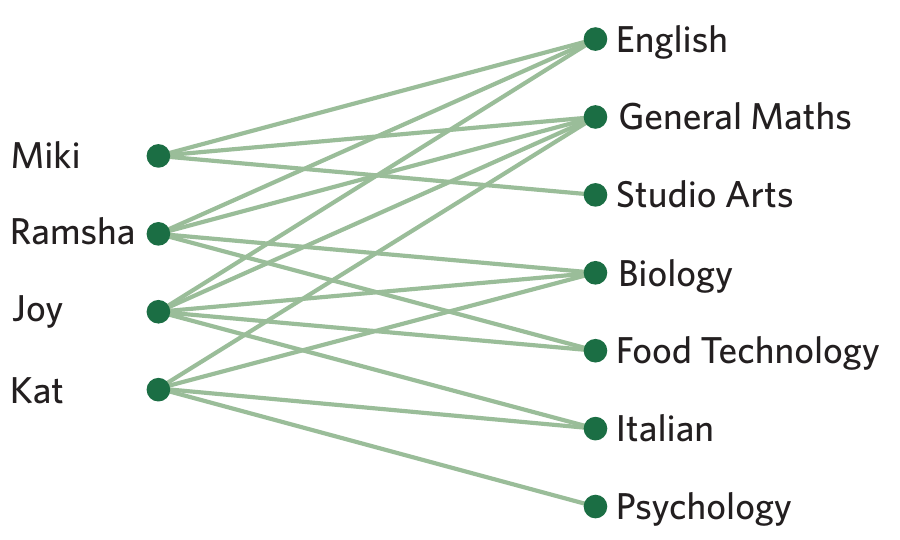 Miki
Ramsha
Joy
Kat
English
General Maths
Studio Arts
Biology
Food Technology
Italian
Psychology